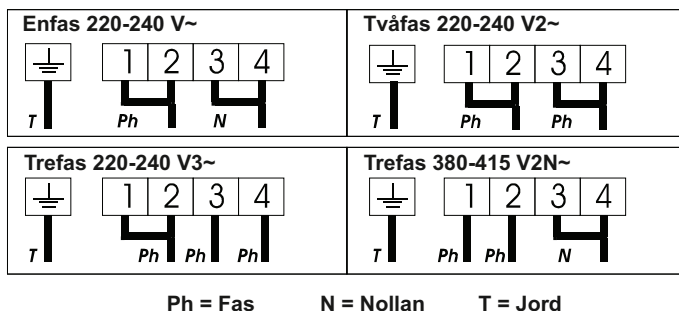 Enfas 220-240 V~
1 2 3 4
T Ph N
Tvåfas 220-240 V2~
1 2 3 4
T Ph Ph
Trefas 220-240 V3~
1 2 3 4
T Ph Ph Ph
Trefas 380-415 V2N~
1 2 3 4
T Ph Ph N
Ph = Fas N = Nollan T = Jord